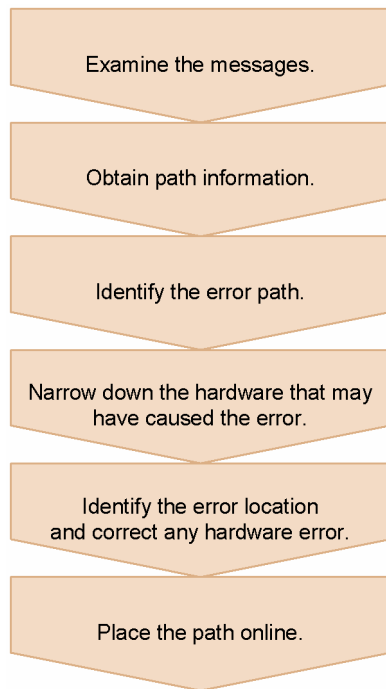 Examine the messages.
Obtain path information.
Identify the error path.
Narrow down the hardware that may
have caused the error.
Identify the error location
and correct any hardware error.
Place the path online.